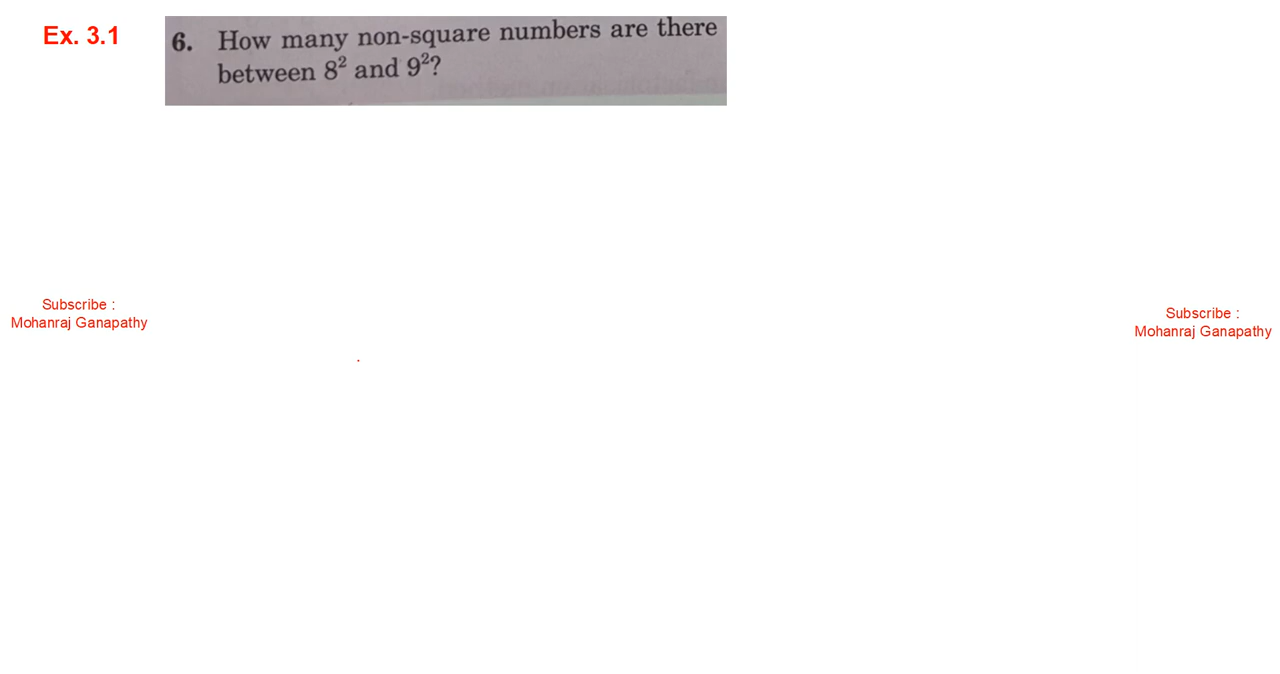 Ex. 3.1
6. How many non-square numbers are there
between 8² and 9²?
Subscribe :
Mohanraj Ganapathy
Subscribe :
Mohanraj Ganapathy